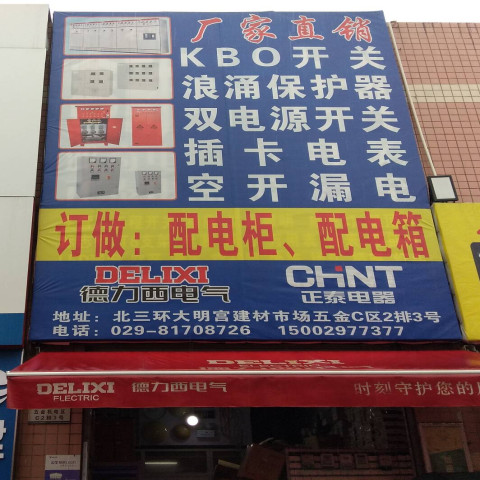 厂家直销
KBO开关
浪涌保护器
双电源开关
插卡电表
空开漏电
订做：配电柜、配电箱
DELIXI
德力西电气
CHNT
正泰电器
地址：北三环大明宫建材市场五金C区2排3号
电话：029-81708726 15002977377
DELIXI
ELECTRIC
德力西电气
时刻守护您的